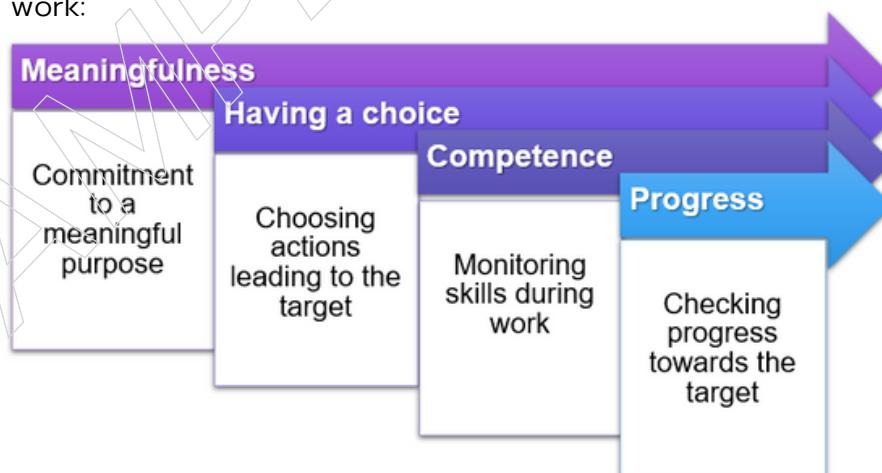 work:
Meaningfulness
Commitment
to a
meaningful
purpose
Having a choice
Choosing
actions
leading to the
target
Competence
Monitoring
skills during
work
Progress
Checking
progress
towards the
target